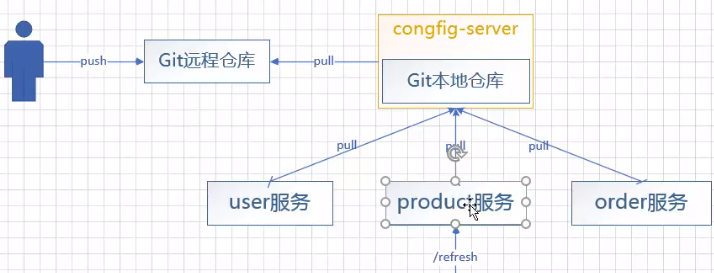 congfig-server
push
Git远程仓库
pull
Git本地仓库
pull
pull
pull
user服务
product服务
order服务
/refresh